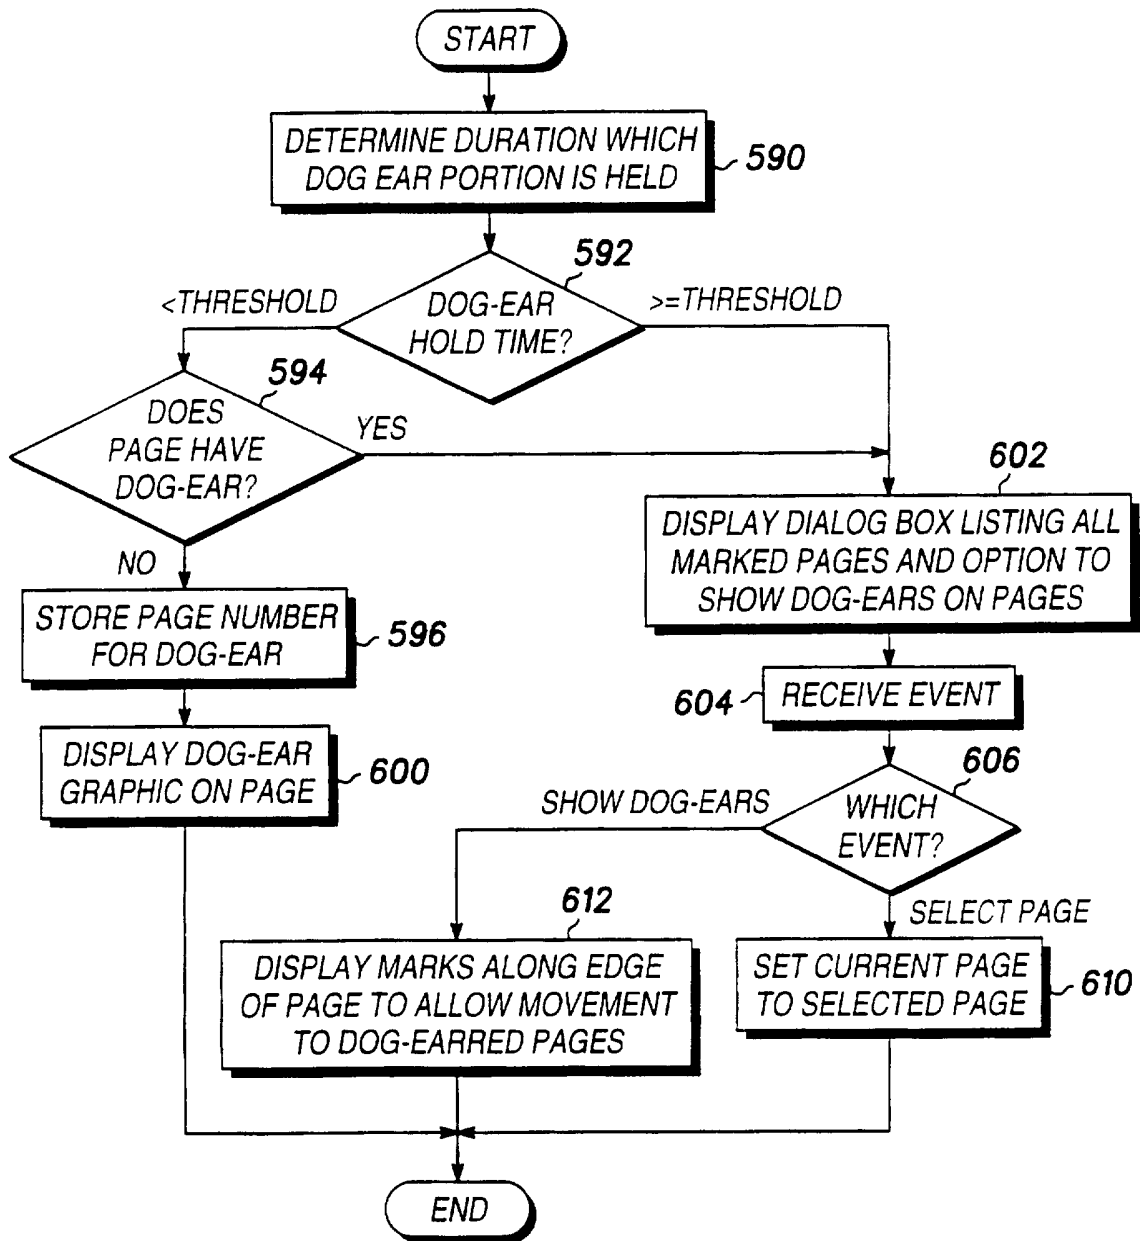 START
DETERMINE DURATION WHICH
DOG EAR PORTION IS HELD
590
592
<THRESHOLD
DOG-EAR
HOLD TIME?
>=THRESHOLD
594
DOES
PAGE HAVE
DOG-EAR?
YES
NO
602
DISPLAY DIALOG BOX LISTING ALL
MARKED PAGES AND OPTION TO
SHOW DOG-EARS ON PAGES
STORE PAGE NUMBER
FOR DOG-EAR
596
604
RECEIVE EVENT
DISPLAY DOG-EAR
GRAPHIC ON PAGE
600
606
SHOW DOG-EARS
WHICH
EVENT?
SELECT PAGE
612
DISPLAY MARKS ALONG EDGE
OF PAGE TO ALLOW MOVEMENT
TO DOG-EARRED PAGES
SET CURRENT PAGE
TO SELECTED PAGE
610
END